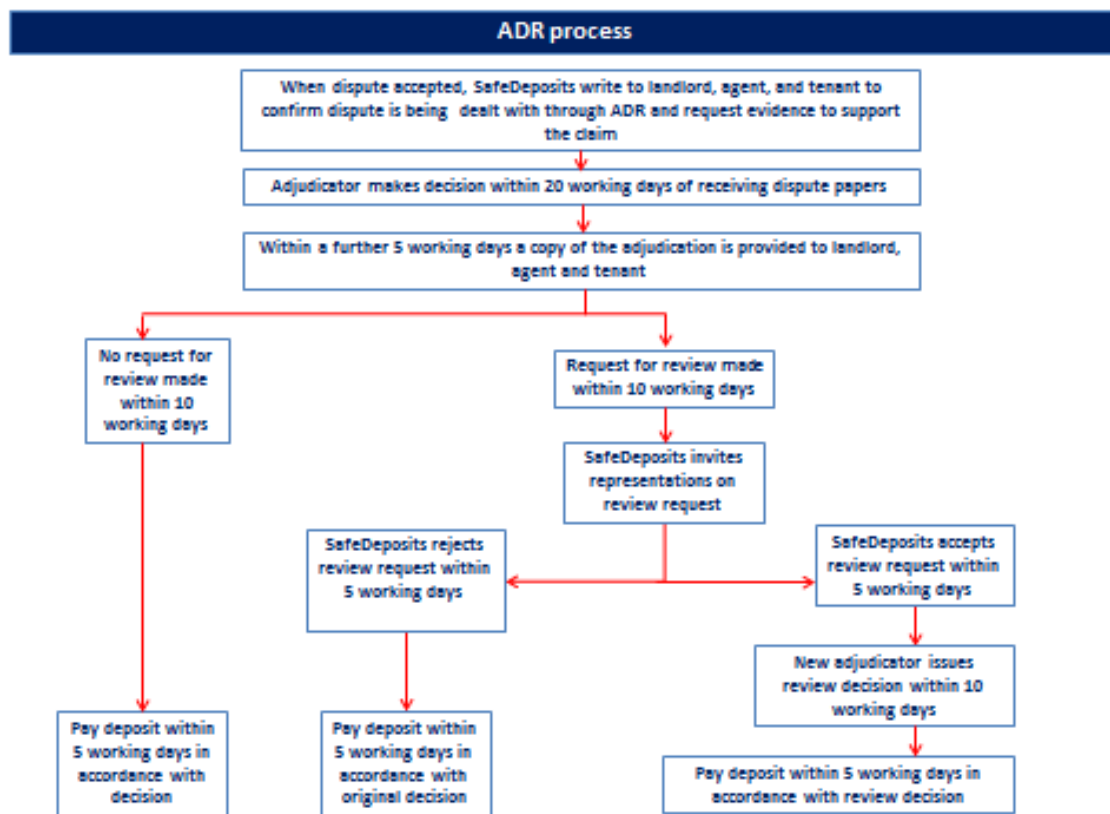 ADR process
When dispute accepted, SafeDeposits write to landlord, agent, and tenant to
confirm dispute is being dealt with through ADR and request evidence to support
the claim
Adjudicator makes decision within 20 working days of receiving dispute papers
Within a further 5 working days a copy of the adjudication is provided to landlord,
agent and tenant
No request for
review made
within 10
working days
Request for review made
within 10 working days
SafeDeposits invites
representations on
review request
SafeDeposits rejects
review request within
5 working days
SafeDeposits accepts
review request within
5 working days
New adjudicator issues
review decision within 10
working days
Pay deposit within
5 working days in
accordance with
decision
Pay deposit within
5 working days in
accordance with
original decision
Pay deposit within 5 working days in
accordance with review decision